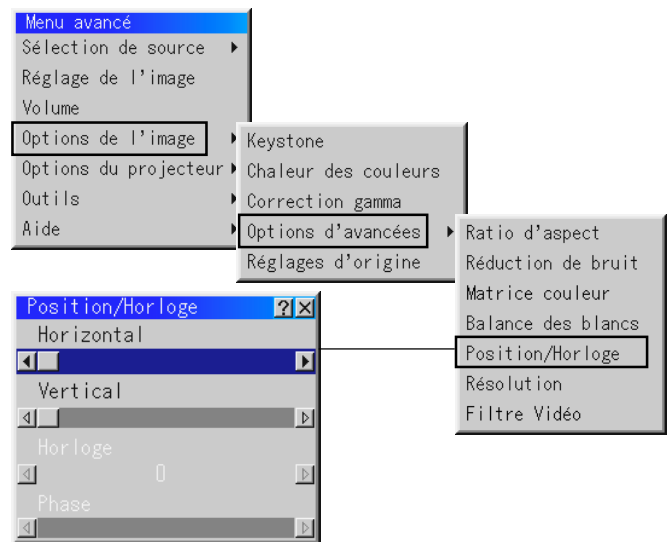 Menu avancé
Sélection de source
Réglage de l'image
Volume
Options de l'image
Options du projecteur
Outils
Aide
Keystone
Chaleur des couleurs
Correction gamma
Options d'avancées
Réglages d'origine
Ratio d'aspect
Réduction de bruit
Matrice couleur
Balance des blancs
Position/Horloge
Résolution
Filtre Vidéo
Position/Horloge ?
Horizontal
Vertical
Horloge
0
Phase